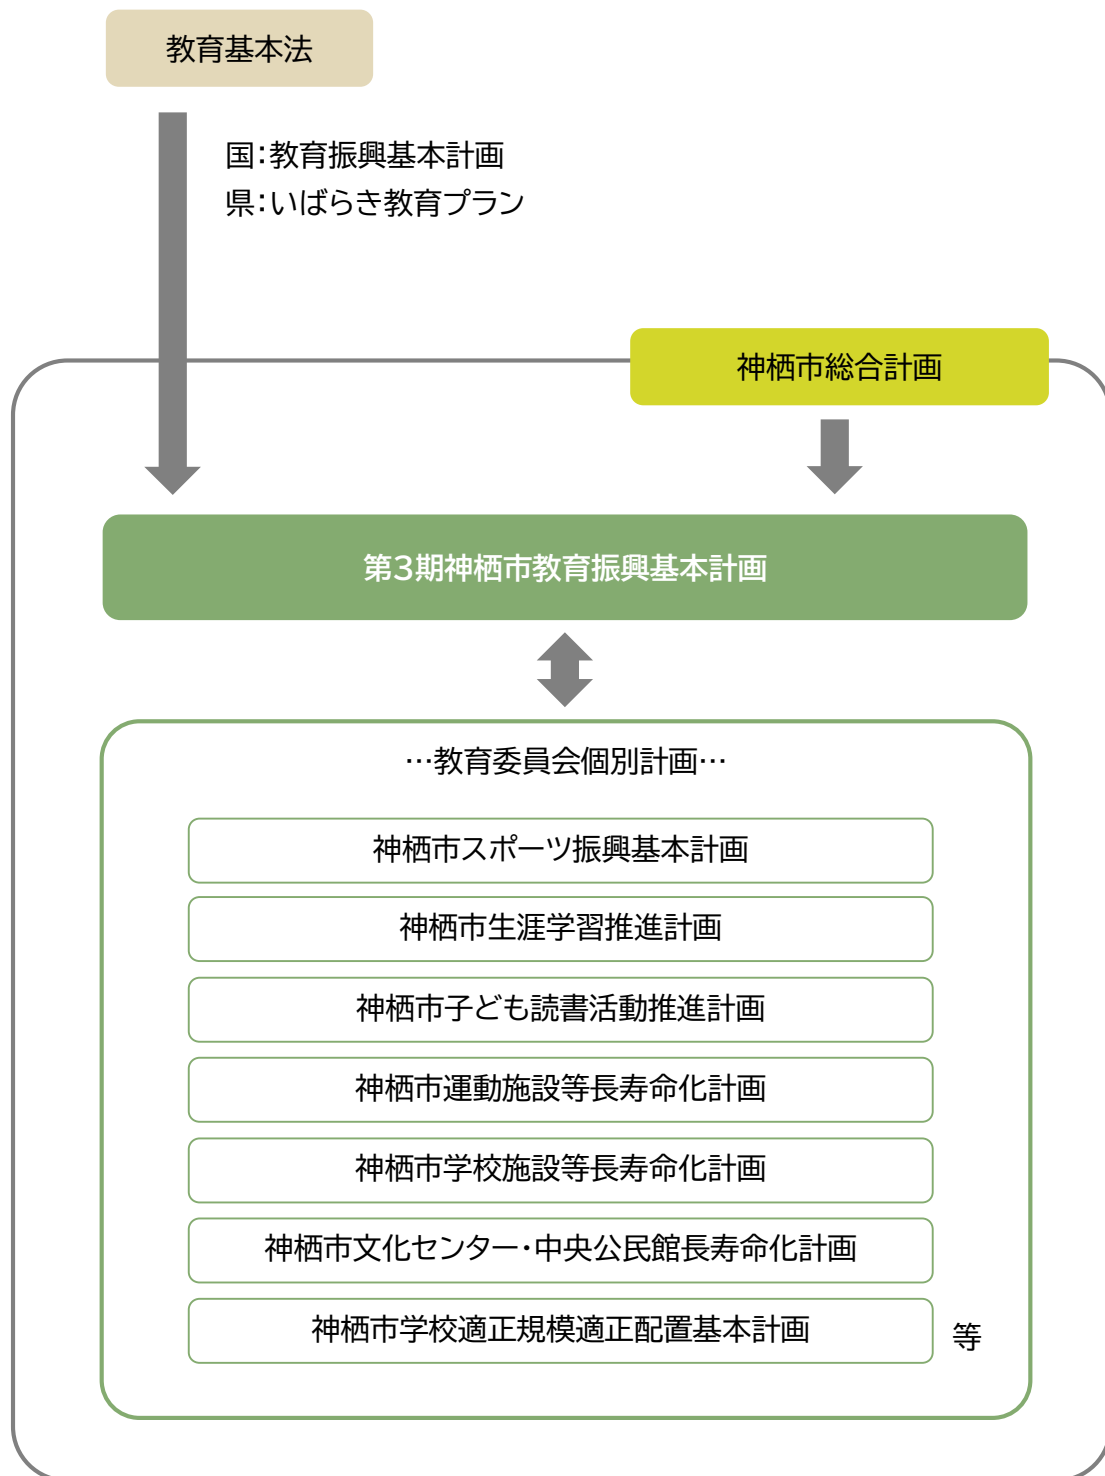 教育基本法
国：教育振興基本計画
県：いばらき教育プラン
神栖市総合計画
第3期神栖市教育振興基本計画
…教育委員会個別計画…
神栖市スポーツ振興基本計画
神栖市生涯学習推進計画
神栖市子ども読書活動推進計画
神栖市運動施設等長寿命化計画
神栖市学校施設等長寿命化計画
神栖市文化センター・中央公民館長寿命化計画
神栖市学校適正規模適正配置基本計画
等